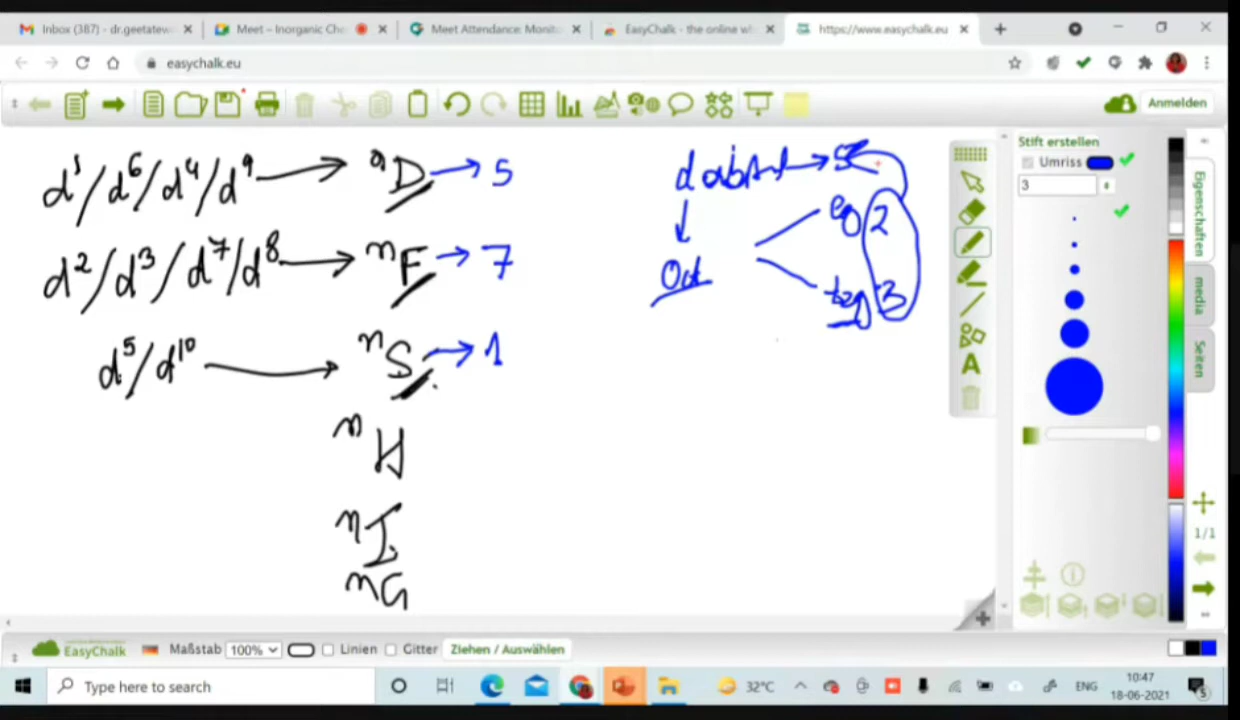 Inbox (387) - dr.geetatew
Meet – Inorganic Che
Meet Attendance: Monito
EasyChalk - the online wh
https://www.easychalk.eu
easychalk.eu
Anmelden
d¹/d⁶/d⁴/d⁹ → ⁿD → 5
d²/d³/d⁷/d⁸ → ⁿF → 7
d⁵/d¹⁰ → ⁿS → 1
ⁿH
ⁿI
ⁿG
d → 5
eg 2
Oct
t2g 3
Stift erstellen
Umriss
3
A
Eigenschaften
media
Seiten
1/1
EasyChalk
Maßstab
100%
Linien
Gitter
Ziehen / Auswählen
Type here to search
32°C
ENG
10:47
18-06-2021
5